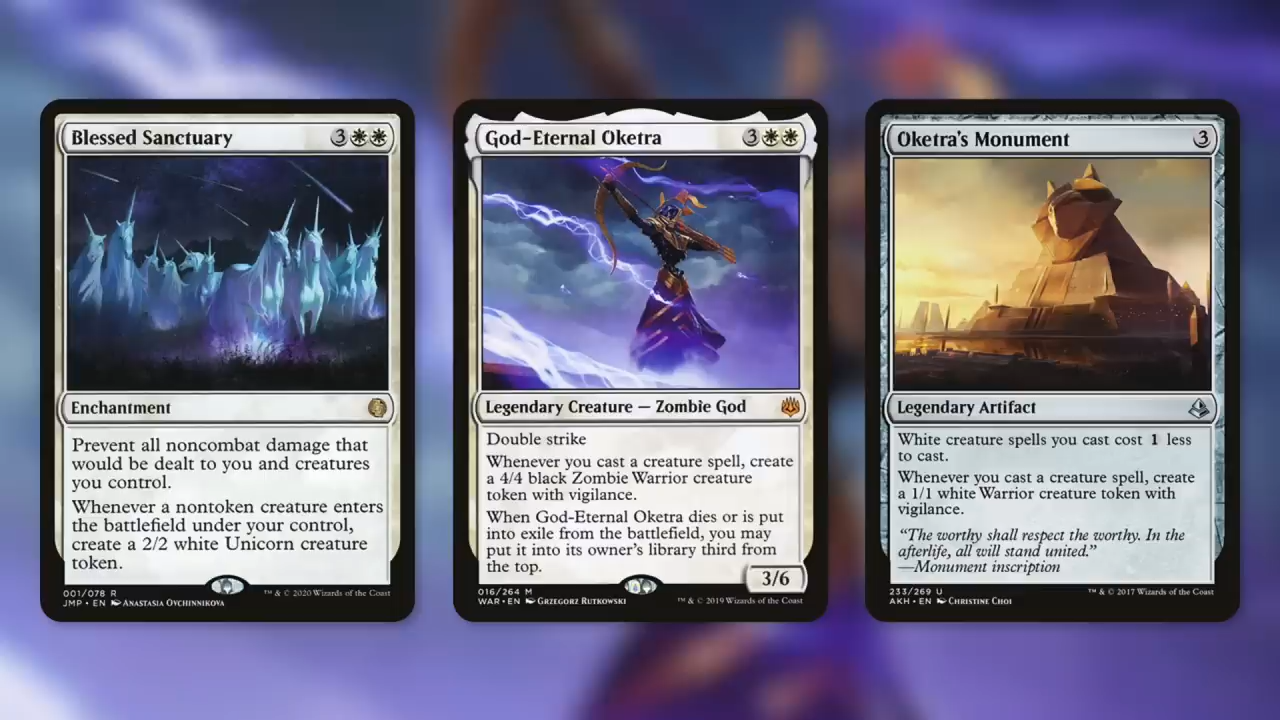 Blessed Sanctuary 3
Enchantment
Prevent all noncombat damage that
would be dealt to you and creatures
you control.
Whenever a nontoken creature enters
the battlefield under your control,
create a 2/2 white Unicorn creature
token.
001/078 R
JMP • EN Anastasia Ovchinnikova
™ & © 2020 Wizards of the Coast
God-Eternal Oketra 3
Legendary Creature — Zombie God
Double strike
Whenever you cast a creature spell, create
a 4/4 black Zombie Warrior creature
token with vigilance.
When God-Eternal Oketra dies or is put
into exile from the battlefield, you may
put it into its owner's library third from
the top.
3/6
016/264 M
WAR • EN Grzegorz Rutkowski
™ & © 2019 Wizards of the Coast
Oketra's Monument 3
Legendary Artifact
White creature spells you cast cost 1 less
to cast.
Whenever you cast a creature spell, create
a 1/1 white Warrior creature token with
vigilance.
“The worthy shall respect the worthy. In the
afterlife, all will stand united.”
—Monument inscription
233/269 U
AKH • EN Christine Choi
™ & © 2017 Wizards of the Coast